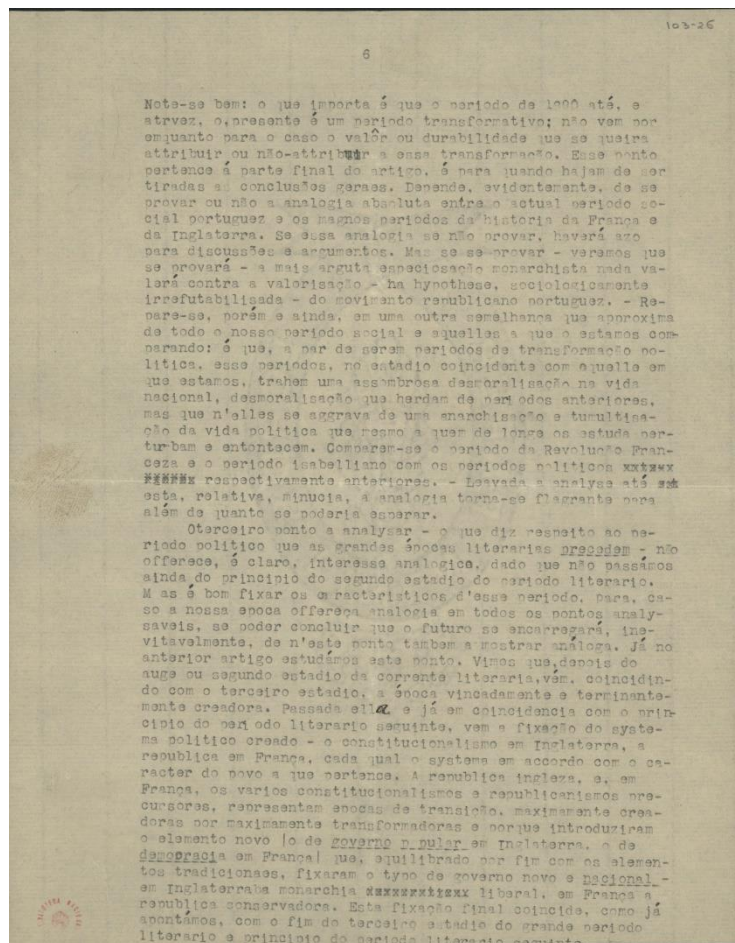 103-26
6
Note-se bem: o que importa é que o periodo de 1890 até, e
atrvez, o,presente é um periodo transformativo; não vem por
emquanto para o caso o valôr ou durabilidade que se queira
attribuir ou não-attribuir a essa transformação. Esse ponto
pertence á parte final do artigo, é para quando hajam de ser
tiradas as conclusões geraes. Depende, evidentemente, de se
provar ou não a analogia absoluta entre o actual periodo so-
cial portuguez e os magnos periodos da historia da França e
da Inglaterra. Se essa analogia se não provar, haverá azo
para discussões e argumentos. Mas se se provar - veremos que
se provará - a mais arguta especiosação monarchista nada va-
lerá contra a valorisação - ha hypothese, sociologicamente
irrefutabilisada - do movimento republicano portuguez. - Re-
pare-se, porém e ainda, em uma outra semelhança que approxima
de todo o nosso periodo social e aquelles a que o estamos com-
parando: é que, a par de serem periodos de transformação po-
litica, esse periodos, no estadio coincidente com aquelle em
que estamos, trahem uma assombrosa desmoralisação na vida
nacional, desmoralisação que herdam de periodos anteriores,
mas que n'elles se aggrava de uma anarchisação e tumultisa-
ção da vida politica que mesmo a quem de longe os estuda per-
turbam e entontecem. Comparem-se o periodo da Revolução Fran-
ceza e o periodo isabelliano com os periodos politicos
respectivamente anteriores. - Leavada a analyse até
esta, relativa, minucia, a analogia torna-se flagrante para
além de quanto se poderia esperar.
Oterceiro ponto a analysar - o que diz respeito ao pe-
riodo politico que as grandes épocas literarias precedem - não
offerece, é claro, interesse analogico, dado que não passámos
ainda do principio do segundo estadio do periodo literario.
M as é bom fixar os caracteristicos d'esse periodo, para, ca-
so a nossa epoca offereça analogia em todos os pontos analy-
saveis, se poder concluir que o futuro se encarregará, ine-
vitavelmente, de n'este ponto tambem a mostrar análoga. Já no
anterior artigo estudámos este ponto. Vimos que,depois do
auge ou segundo estadio da corrente literaria,vem, coincidin-
do com o terceiro estadio, a época vincadamente e terminante-
mente creadora. Passada ella e já em coincidencia com o prin-
cipio do periodo literario seguinte, vem a fixação do syste-
ma politico creado - o constitucionalismo em Inglaterra, a
republica em França, cada qual o systema em accordo com o ca-
racter do povo a que pertence. A republica ingleza, e, em
França, os varios constitucionalismos e republicanismos pre-
cursores, representam epocas de transição, maximamente crea-
doras por maximamente transformadoras e porque introduziram
o elemento novo |o de governo p pular em Inglaterra, o de
democracia em França| que, equilibrado por fim com os elemen-
tos tradicionaes, fixaram o typo de governo novo e nacional -
em Inglaterraba monarchia liberal, em França a
republica conservadora. Esta fixação final coincide, como já
apontámos, com o fim do terceiro estadio do grande periodo
literario e principio do periodo literario seguinte.